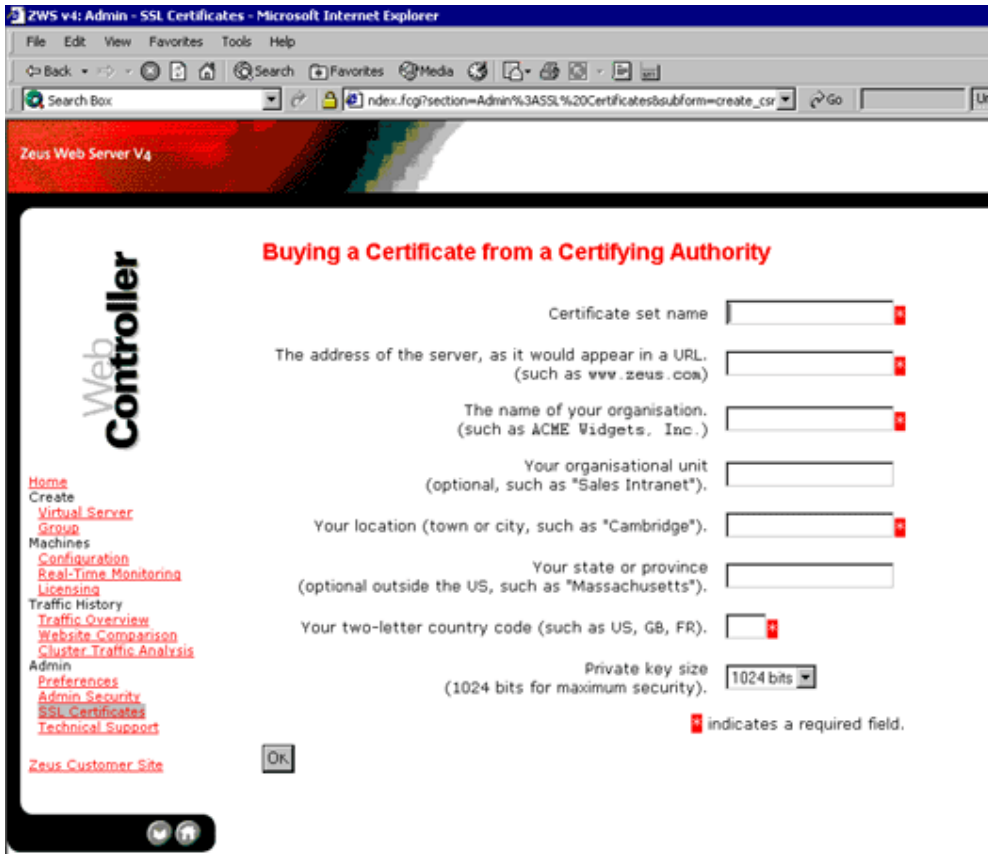 ZWS v4: Admin - SSL Certificates - Microsoft Internet Explorer
File Edit View Favorites Tools Help
Back Search Favorites Media
Search Box ndex.fcgi?section=Admin%3ASSL%20Certificates&subform=create_csr Go
Zeus Web Server V4
Web
Controller
Buying a Certificate from a Certifying Authority
Certificate set name *
The address of the server, as it would appear in a URL.
(such as www.zeus.com) *
The name of your organisation.
(such as ACME Widgets, Inc.) *
Your organisational unit
(optional, such as "Sales Intranet").
Your location (town or city, such as "Cambridge"). *
Your state or province
(optional outside the US, such as "Massachusetts").
Your two-letter country code (such as US, GB, FR). *
Private key size
(1024 bits for maximum security). 1024 bits
* indicates a required field.
OK
Home
Create
Virtual Server
Group
Machines
Configuration
Real-Time Monitoring
Licensing
Traffic History
Traffic Overview
Website Comparison
Cluster Traffic Analysis
Admin
Preferences
Admin Security
SSL Certificates
Technical Support
Zeus Customer Site